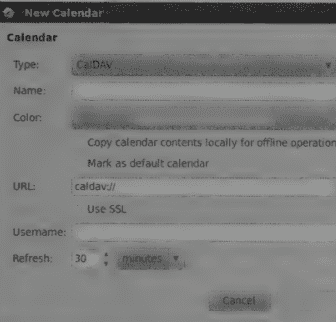 New Calendar
Calendar
Type: CalDAV
Name:
Color:
Copy calendar contents locally for offline operation
Mark as default calendar
URL: caldav://
Use SSL
Username:
Refresh: 30 minutes
Cancel